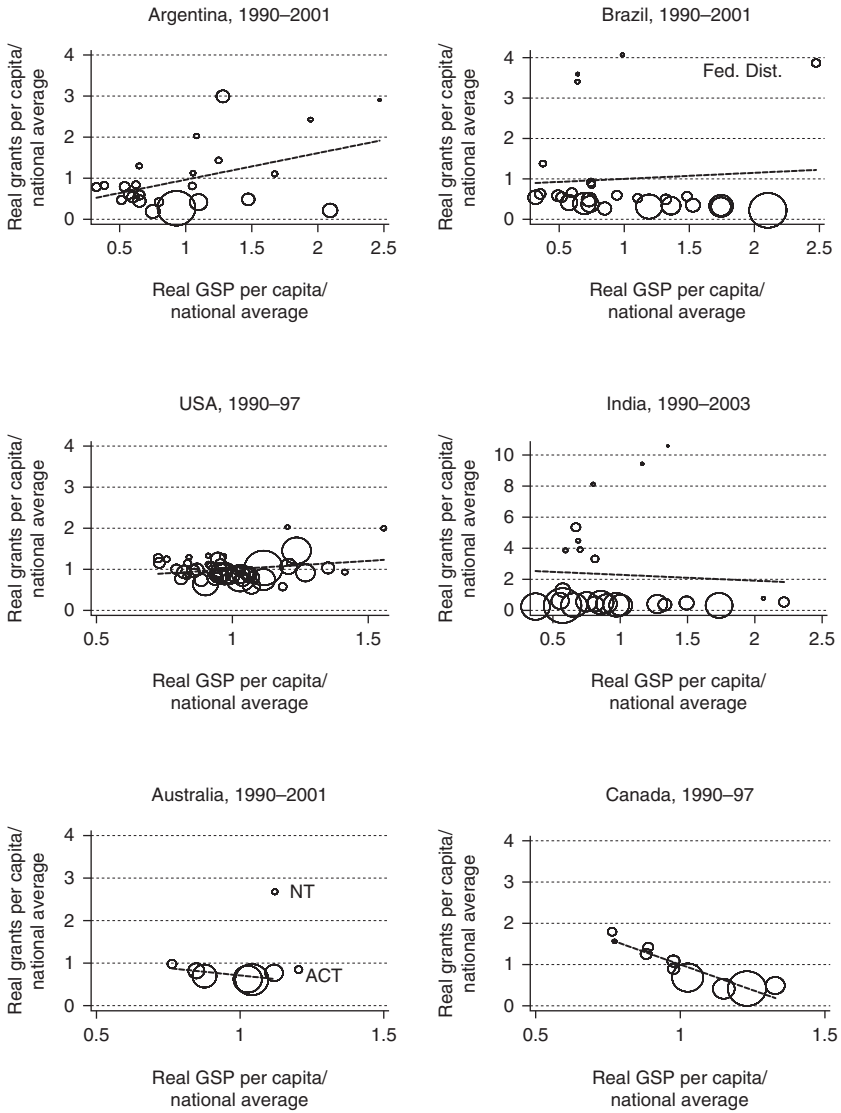 Argentina, 1990–2001
4
3
2
1
0
0.5
1
1.5
2
2.5
Real grants per capita/
national average
Real GSP per capita/
national average
Brazil, 1990–2001
4
3
2
1
0
Fed. Dist.
0.5
1
1.5
2
2.5
Real grants per capita/
national average
Real GSP per capita/
national average
USA, 1990–97
4
3
2
1
0
0.5
1
1.5
Real grants per capita/
national average
Real GSP per capita/
national average
India, 1990–2003
10
8
6
4
2
0
0.5
1
1.5
2
2.5
Real grants per capita/
national average
Real GSP per capita/
national average
Australia, 1990–2001
4
3
2
1
0
NT
ACT
0.5
1
1.5
Real grants per capita/
national average
Real GSP per capita/
national average
Canada, 1990–97
4
3
2
1
0
0.5
1
1.5
Real grants per capita/
national average
Real GSP per capita/
national average